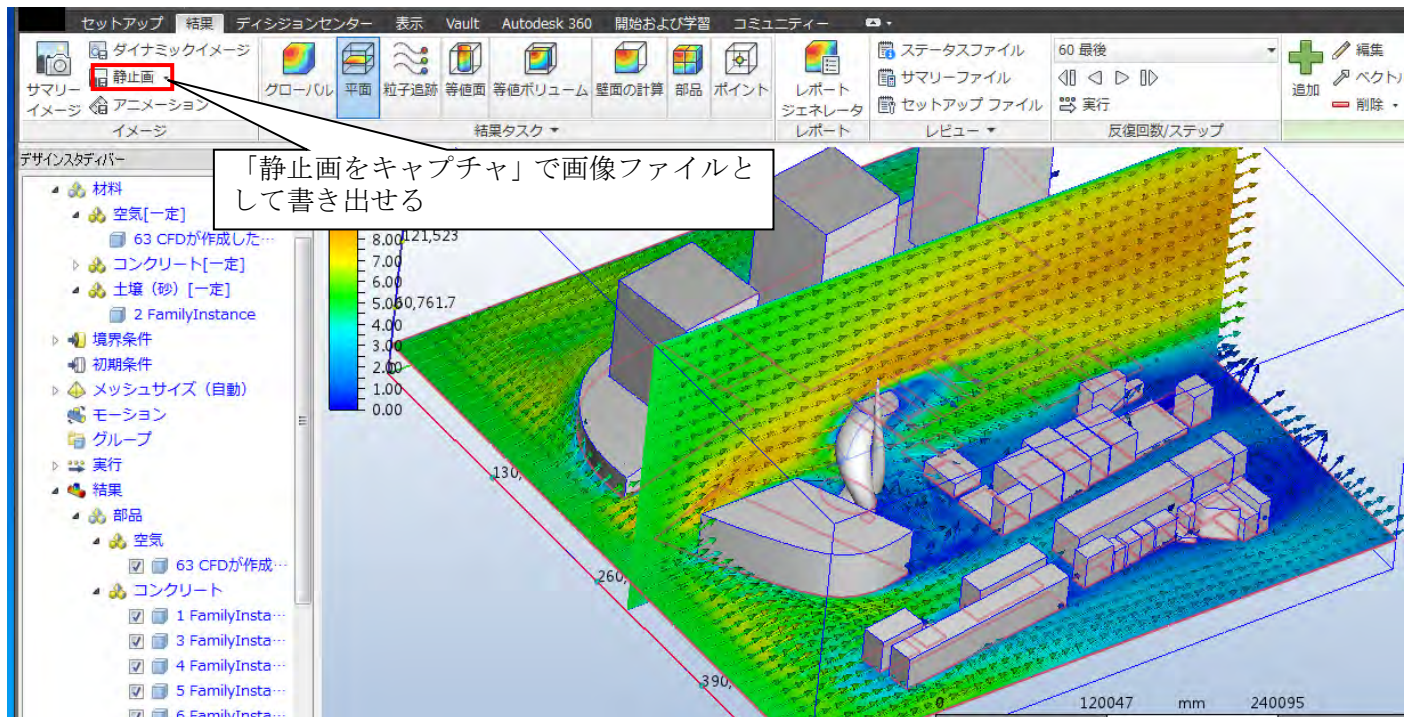 セットアップ 結果 ディシジョンセンター 表示 Vault Autodesk 360 開始および学習 コミュニティー
サマリー
イメージ
ダイナミックイメージ
静止画
アニメーション
イメージ
グローバル 平面 粒子追跡 等値面 等値ボリューム 壁面の計算 部品 ポイント
結果タスク
レポート
ジェネレータ
レポート
ステータスファイル
サマリーファイル
セットアップ ファイル
レビュー
60 最後
実行
反復回数/ステップ
追加
編集
ベクトル
削除
デザインスタディバー
「静止画をキャプチャ」で画像ファイルと
して書き出せる
材料
空気[一定]
63 CFDが作成した…
コンクリート[一定]
土壌（砂）[一定]
2 FamilyInstance
境界条件
初期条件
メッシュサイズ（自動）
モーション
グループ
実行
結果
部品
空気
63 CFDが作成…
コンクリート
1 FamilyInsta…
3 FamilyInsta…
4 FamilyInsta…
5 FamilyInsta…
6 FamilyInsta…
8.00
7.00
6.00
5.00
4.00
3.00
2.00
1.00
0.00
121,523
60,761.7
130,
260,
390,
0 120047 mm 240095